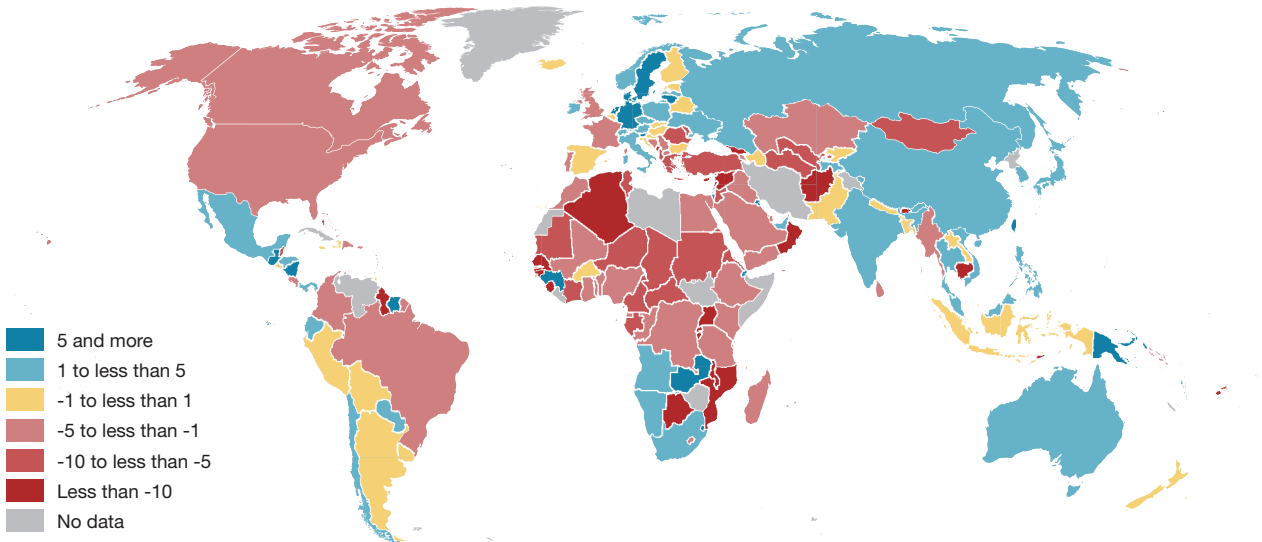 5 and more
1 to less than 5
-1 to less than 1
-5 to less than -1
-10 to less than -5
Less than -10
No data